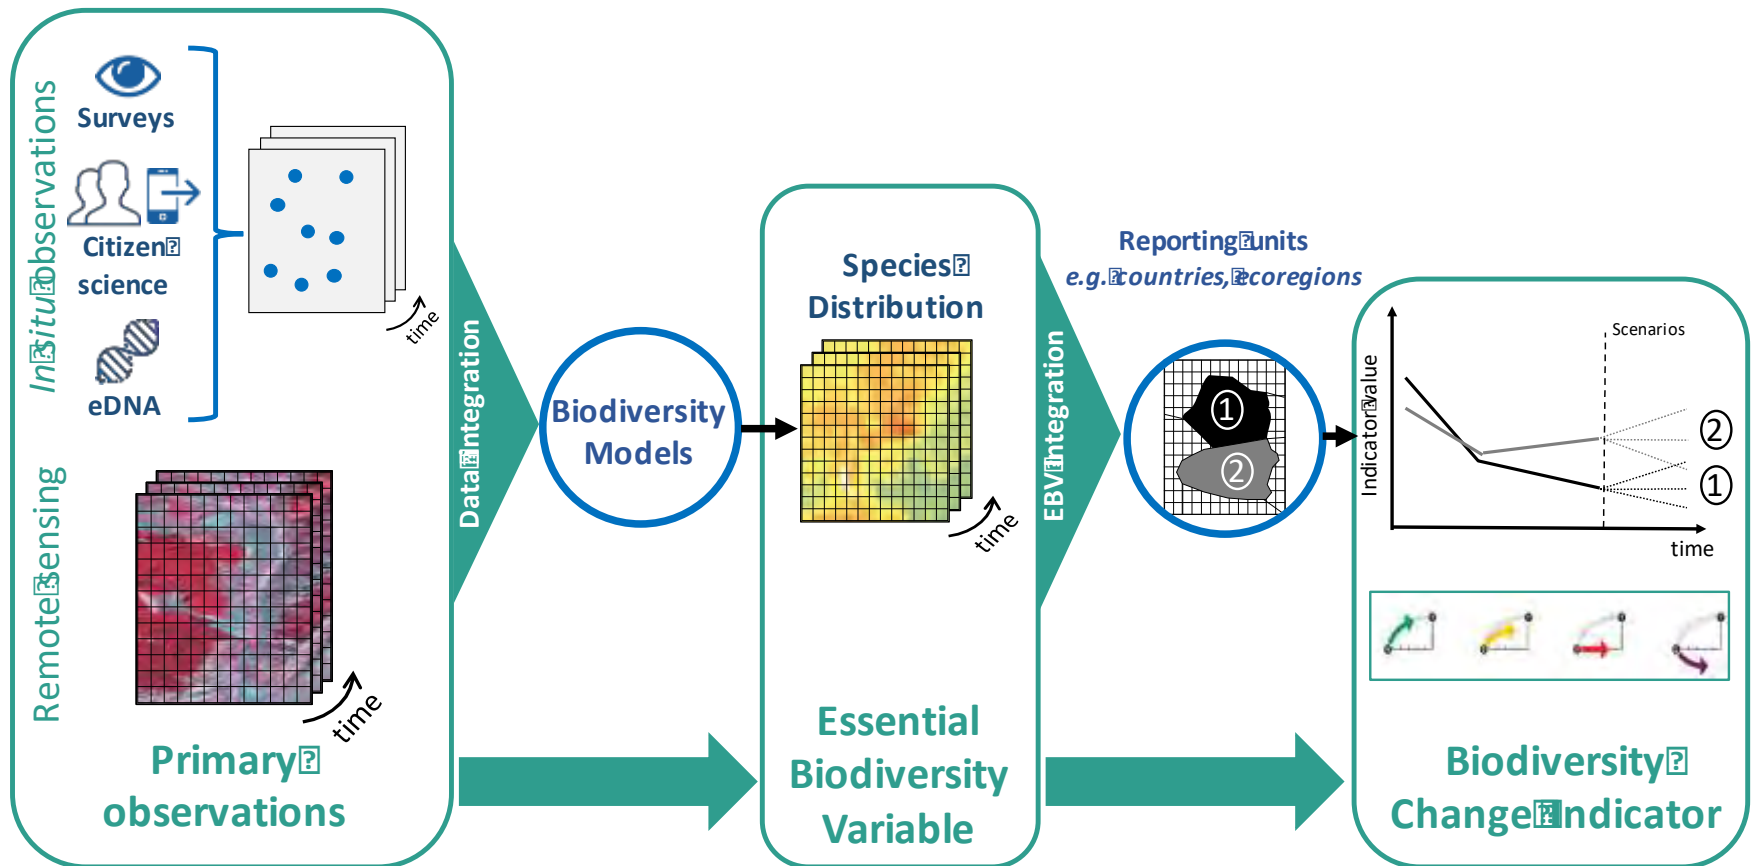 In situ observations
Surveys
Citizen
science
eDNA
time
Remote sensing
time
Primary
observations
Data integration
Biodiversity
Models
Species
Distribution
time
Essential
Biodiversity
Variable
EBV integration
Reporting units
e.g. countries, ecoregions
1
2
Indicator value
Scenarios
2
1
time
Biodiversity
Change Indicator